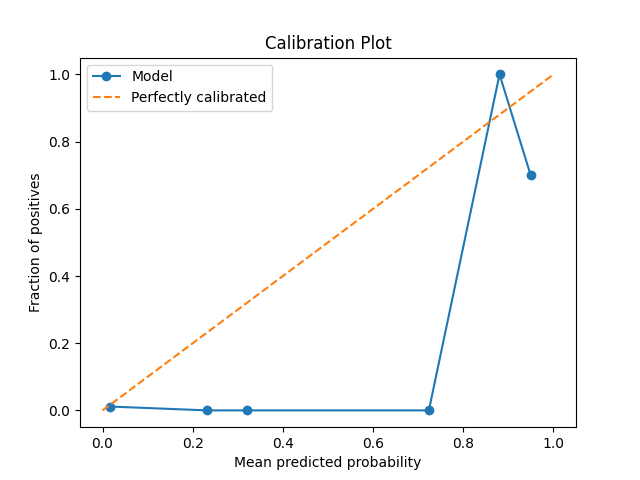 Calibration Plot
Model
Perfectly calibrated
Fraction of positives
1.0
0.8
0.6
0.4
0.2
0.0
0.0 0.2 0.4 0.6 0.8 1.0
Mean predicted probability